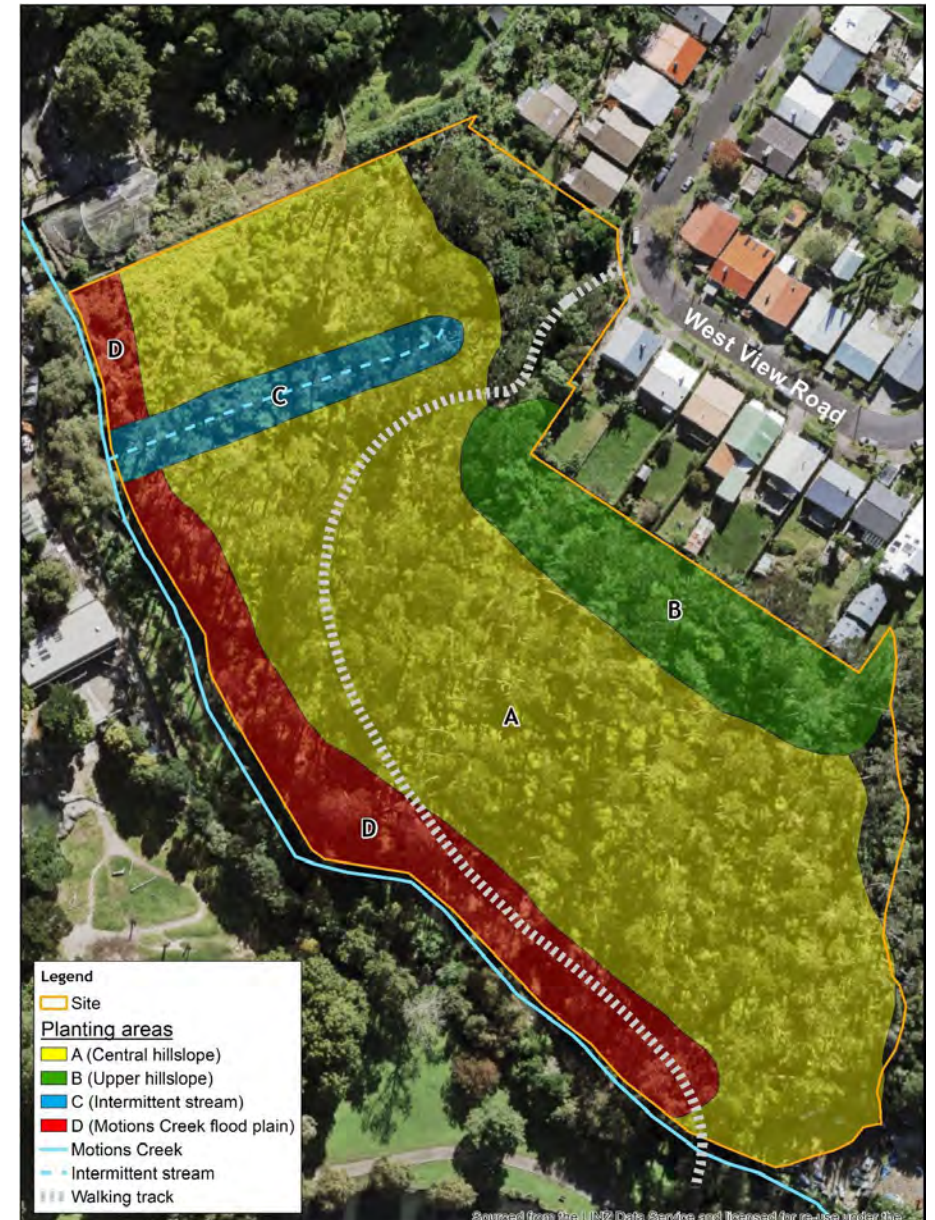 West View Road
D
C
B
A
D
Legend
Site
Planting areas
A (Central hillslope)
B (Upper hillslope)
C (Intermittent stream)
D (Motions Creek flood plain)
Motions Creek
Intermittent stream
Walking track
Sourced from the LINZ Data Service and licensed for re-use under the